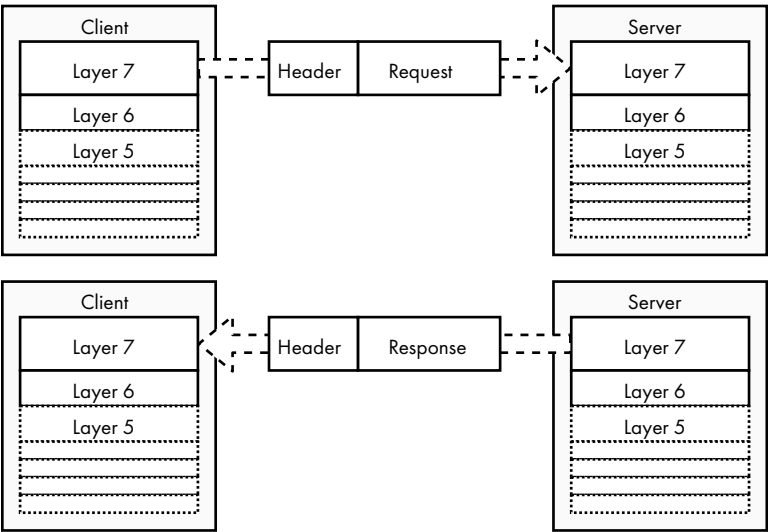 Client
Server
Layer 7
Header
Request
Layer 7
Layer 6
Layer 6
Layer 5
Layer 5
Client
Server
Layer 7
Header
Response
Layer 7
Layer 6
Layer 6
Layer 5
Layer 5